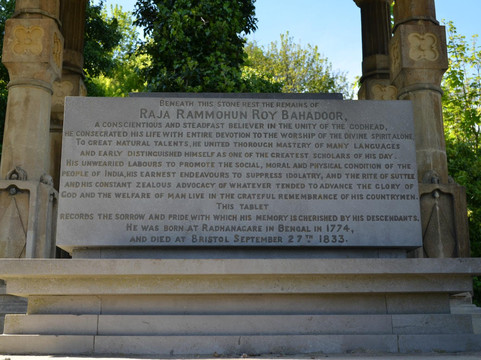 BENEATH THIS STONE REST THE REMAINS OF
RAJA RAMMOHUN ROY BAHADOOR,
A CONSCIENTIOUS AND STEADFAST BELIEVER IN THE UNITY OF THE GODHEAD,
HE CONSECRATED HIS LIFE WITH ENTIRE DEVOTION TO THE WORSHIP OF THE DIVINE SPIRIT ALONE.
TO GREAT NATURAL TALENTS, HE UNITED THOROUGH MASTERY OF MANY LANGUAGES
AND EARLY DISTINGUISHED HIMSELF AS ONE OF THE GREATEST SCHOLARS OF HIS DAY.
HIS UNWEARIED LABOURS TO PROMOTE THE SOCIAL, MORAL AND PHYSICAL CONDITION OF THE
PEOPLE OF INDIA, HIS EARNEST ENDEAVOURS TO SUPPRESS IDOLATRY, AND THE RITE OF SUTTEE
AND HIS CONSTANT ZEALOUS ADVOCACY OF WHATEVER TENDED TO ADVANCE THE GLORY OF
GOD AND THE WELFARE OF MAN LIVE IN THE GRATEFUL REMEMBRANCE OF HIS COUNTRYMEN.
THIS TABLET
RECORDS THE SORROW AND PRIDE WITH WHICH HIS MEMORY IS CHERISHED BY HIS DESCENDANTS.
HE WAS BORN AT RADHANAGARE IN BENGAL IN 1774,
AND DIED AT BRISTOL SEPTEMBER 27TH 1833.